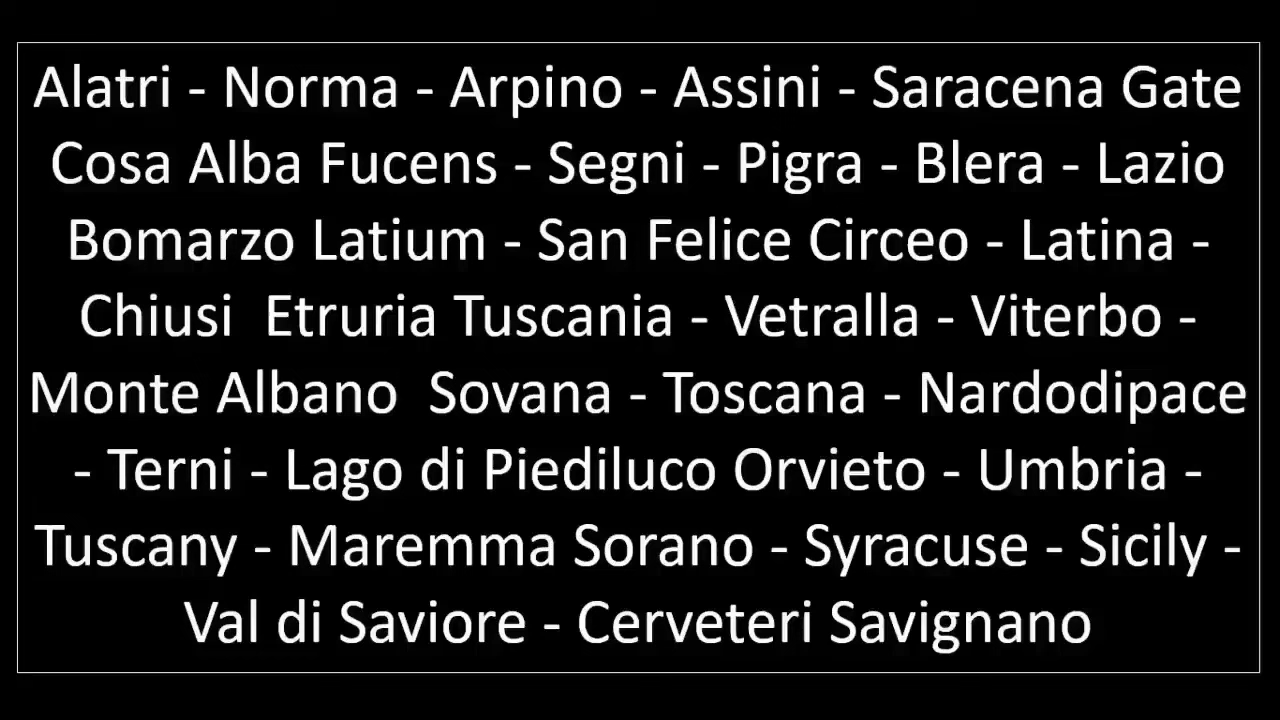 Alatri - Norma - Arpino - Assini - Saracena Gate
Cosa Alba Fucens - Segni - Pigra - Blera - Lazio
Bomarzo Latium - San Felice Circeo - Latina -
Chiusi  Etruria Tuscania - Vetralla - Viterbo -
Monte Albano  Sovana - Toscana - Nardodipace
- Terni - Lago di Piediluco Orvieto - Umbria -
Tuscany - Maremma Sorano - Syracuse - Sicily -
Val di Saviore - Cerveteri Savignano